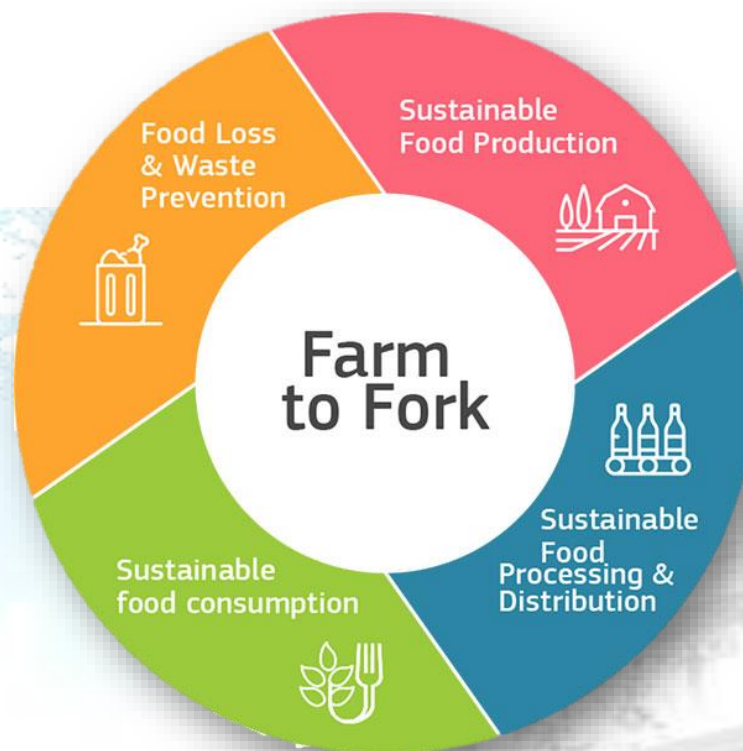 Food Loss
& Waste
Prevention
Sustainable
Food Production
Farm
to Fork
Sustainable
Food
Processing &
Distribution
Sustainable
food consumption